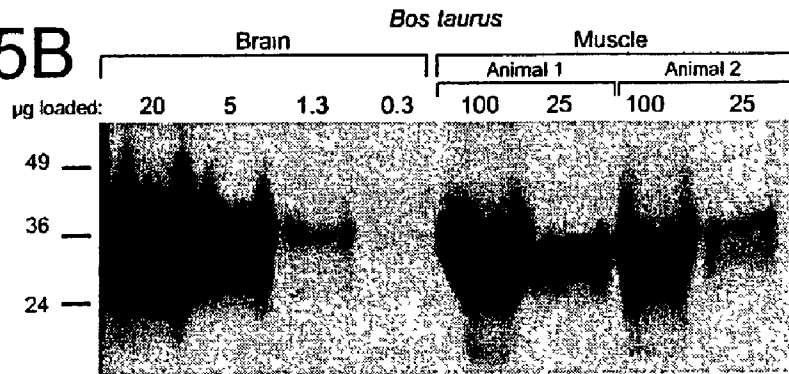 5B
Bos taurus
Brain Muscle
Animal 1 Animal 2
µg loaded: 20 5 1.3 0.3 100 25 100 25
49
36
24